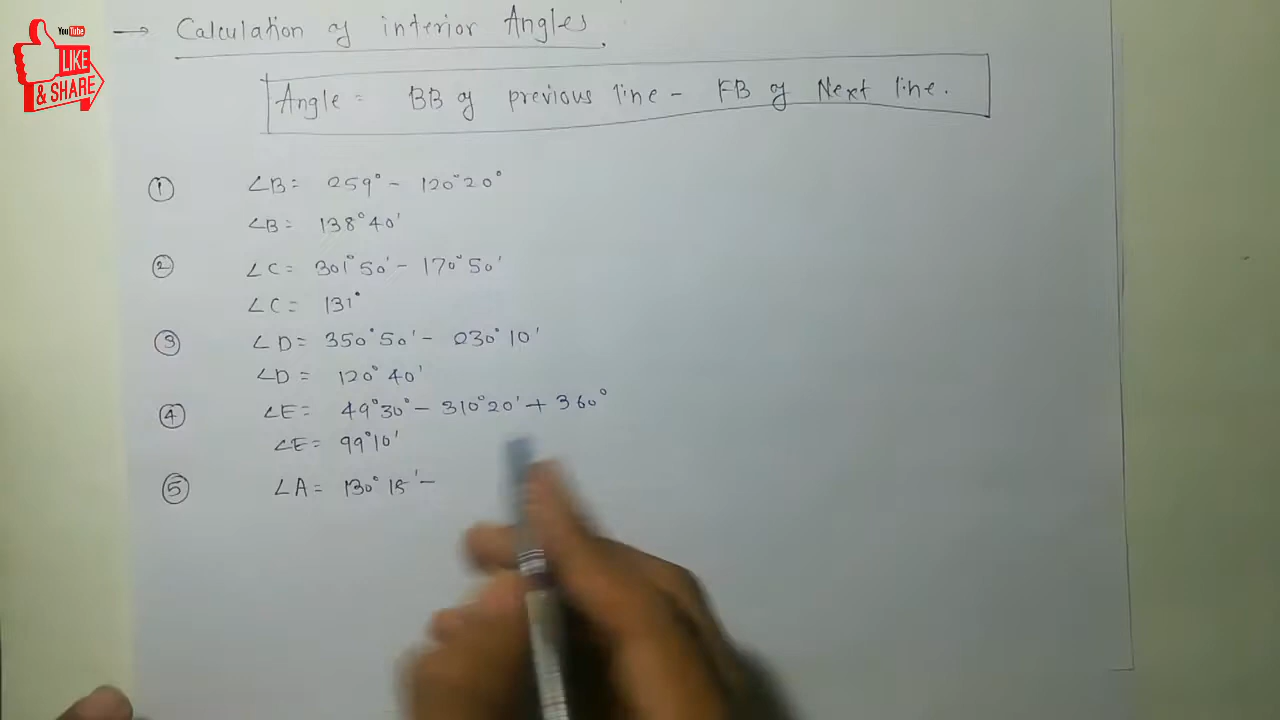 YouTube
LIKE
& SHARE
→ Calculation of interior Angles.
Angle = BB of previous line - FB of Next line.
① ∠B = 259° - 120°20°
∠B = 138°40'
② ∠C = 301°50' - 170°50'
∠C = 131°
③ ∠D = 350°50' - 230°10'
∠D = 120°40'
④ ∠E = 49°30° - 310°20' + 360°
∠E = 99°10'
⑤ ∠A = 130°15' -